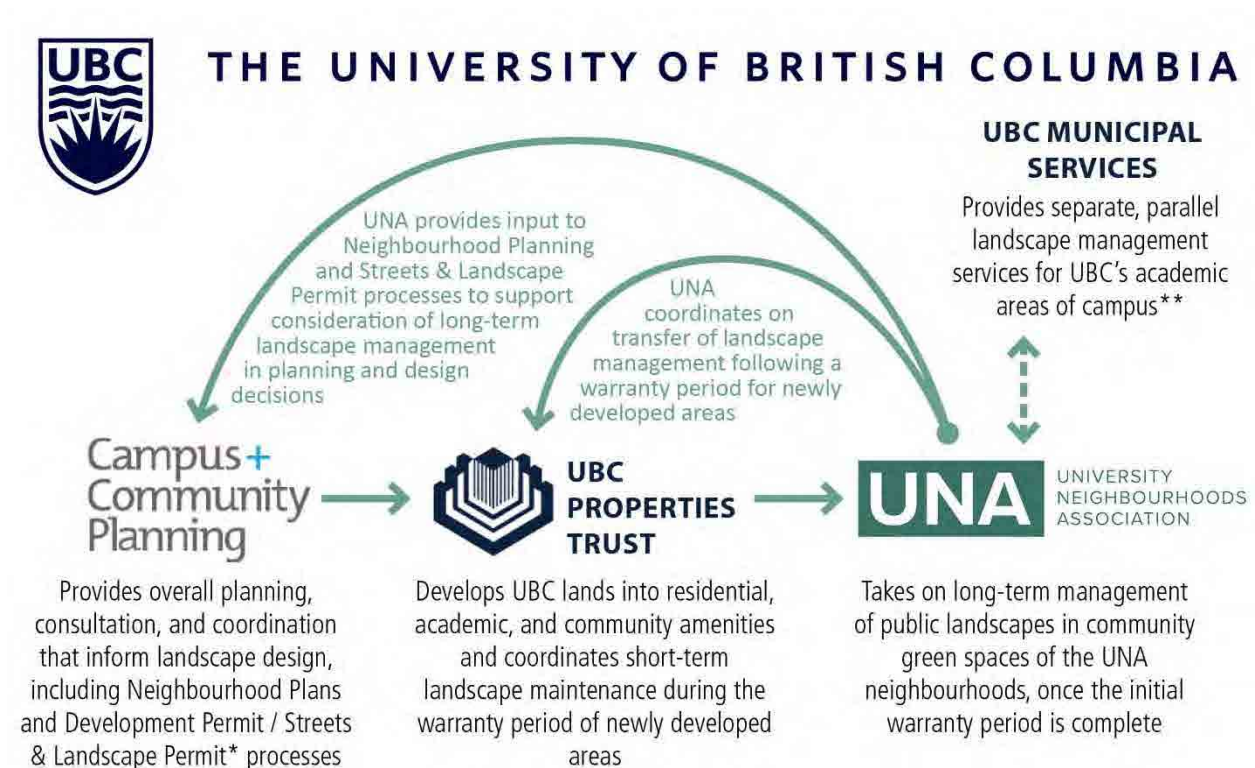 UBC
THE UNIVERSITY OF BRITISH COLUMBIA
UBC MUNICIPAL
SERVICES
Provides separate, parallel
landscape management
services for UBC's academic
areas of campus**
UNA provides input to
Neighbourhood Planning
and Streets & Landscape
Permit processes to support
consideration of long-term
landscape management
in planning and design
decisions
UNA
coordinates on
transfer of landscape
management following a
warranty period for newly
developed areas
Campus+
Community
Planning
UBC
PROPERTIES
TRUST
UNA
UNIVERSITY
NEIGHBOURHOODS
ASSOCIATION
Provides overall planning,
consultation, and coordination
that inform landscape design,
including Neighbourhood Plans
and Development Permit / Streets
& Landscape Permit* processes
Develops UBC lands into residential,
academic, and community amenities
and coordinates short-term
landscape maintenance during the
warranty period of newly developed
areas
Takes on long-term management
of public landscapes in community
green spaces of the UNA
neighbourhoods, once the initial
warranty period is complete